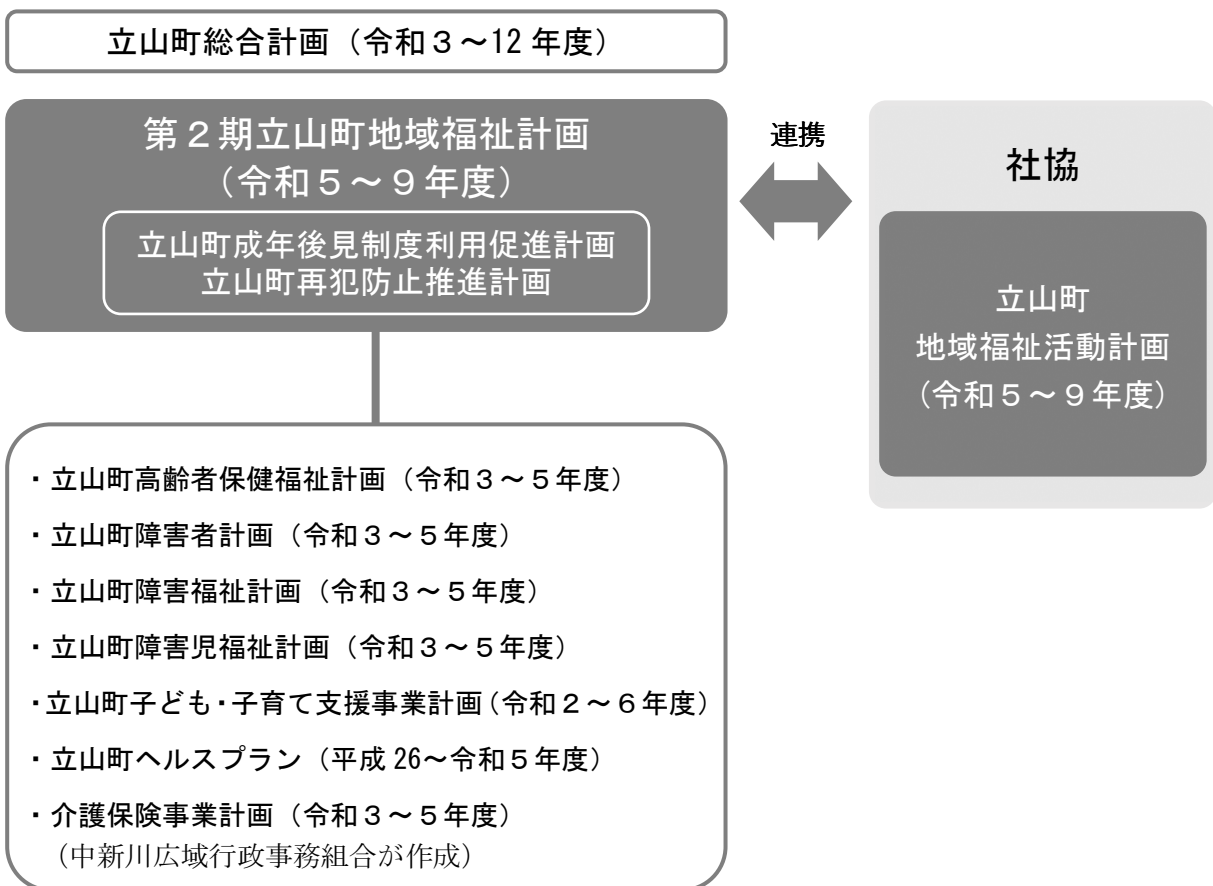 立山町総合計画（令和３～12年度）
第２期立山町地域福祉計画
（令和５～９年度）
立山町成年後見制度利用促進計画
立山町再犯防止推進計画
連携
社協
立山町
地域福祉活動計画
（令和５～９年度）
・立山町高齢者保健福祉計画（令和３～５年度）
・立山町障害者計画（令和３～５年度）
・立山町障害福祉計画（令和３～５年度）
・立山町障害児福祉計画（令和３～５年度）
・立山町子ども・子育て支援事業計画（令和２～６年度）
・立山町ヘルスプラン（平成26～令和５年度）
・介護保険事業計画（令和３～５年度）
（中新川広域行政事務組合が作成）